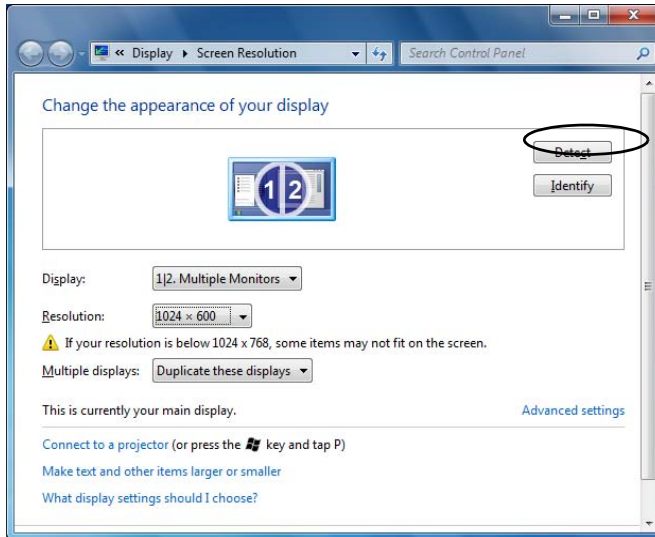 « Display ▸ Screen Resolution Search Control Panel
Change the appearance of your display
Detect
1 2
Identify
Display: 1|2. Multiple Monitors
Resolution: 1024 × 600
If your resolution is below 1024 x 768, some items may not fit on the screen.
Multiple displays: Duplicate these displays
This is currently your main display. Advanced settings
Connect to a projector (or press the key and tap P)
Make text and other items larger or smaller
What display settings should I choose?